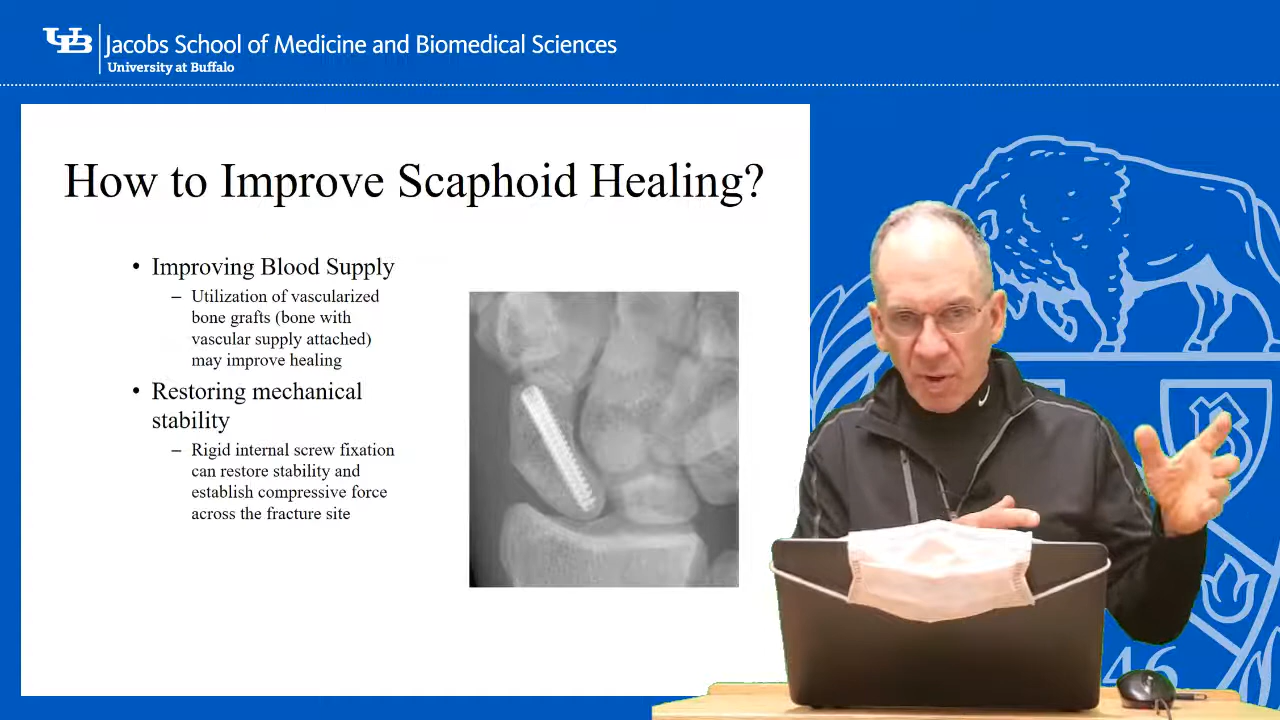 UB
Jacobs School of Medicine and Biomedical Sciences
University at Buffalo
How to Improve Scaphoid Healing?
• Improving Blood Supply
– Utilization of vascularized
bone grafts (bone with
vascular supply attached)
may improve healing
• Restoring mechanical
stability
– Rigid internal screw fixation
can restore stability and
establish compressive force
across the fracture site
46